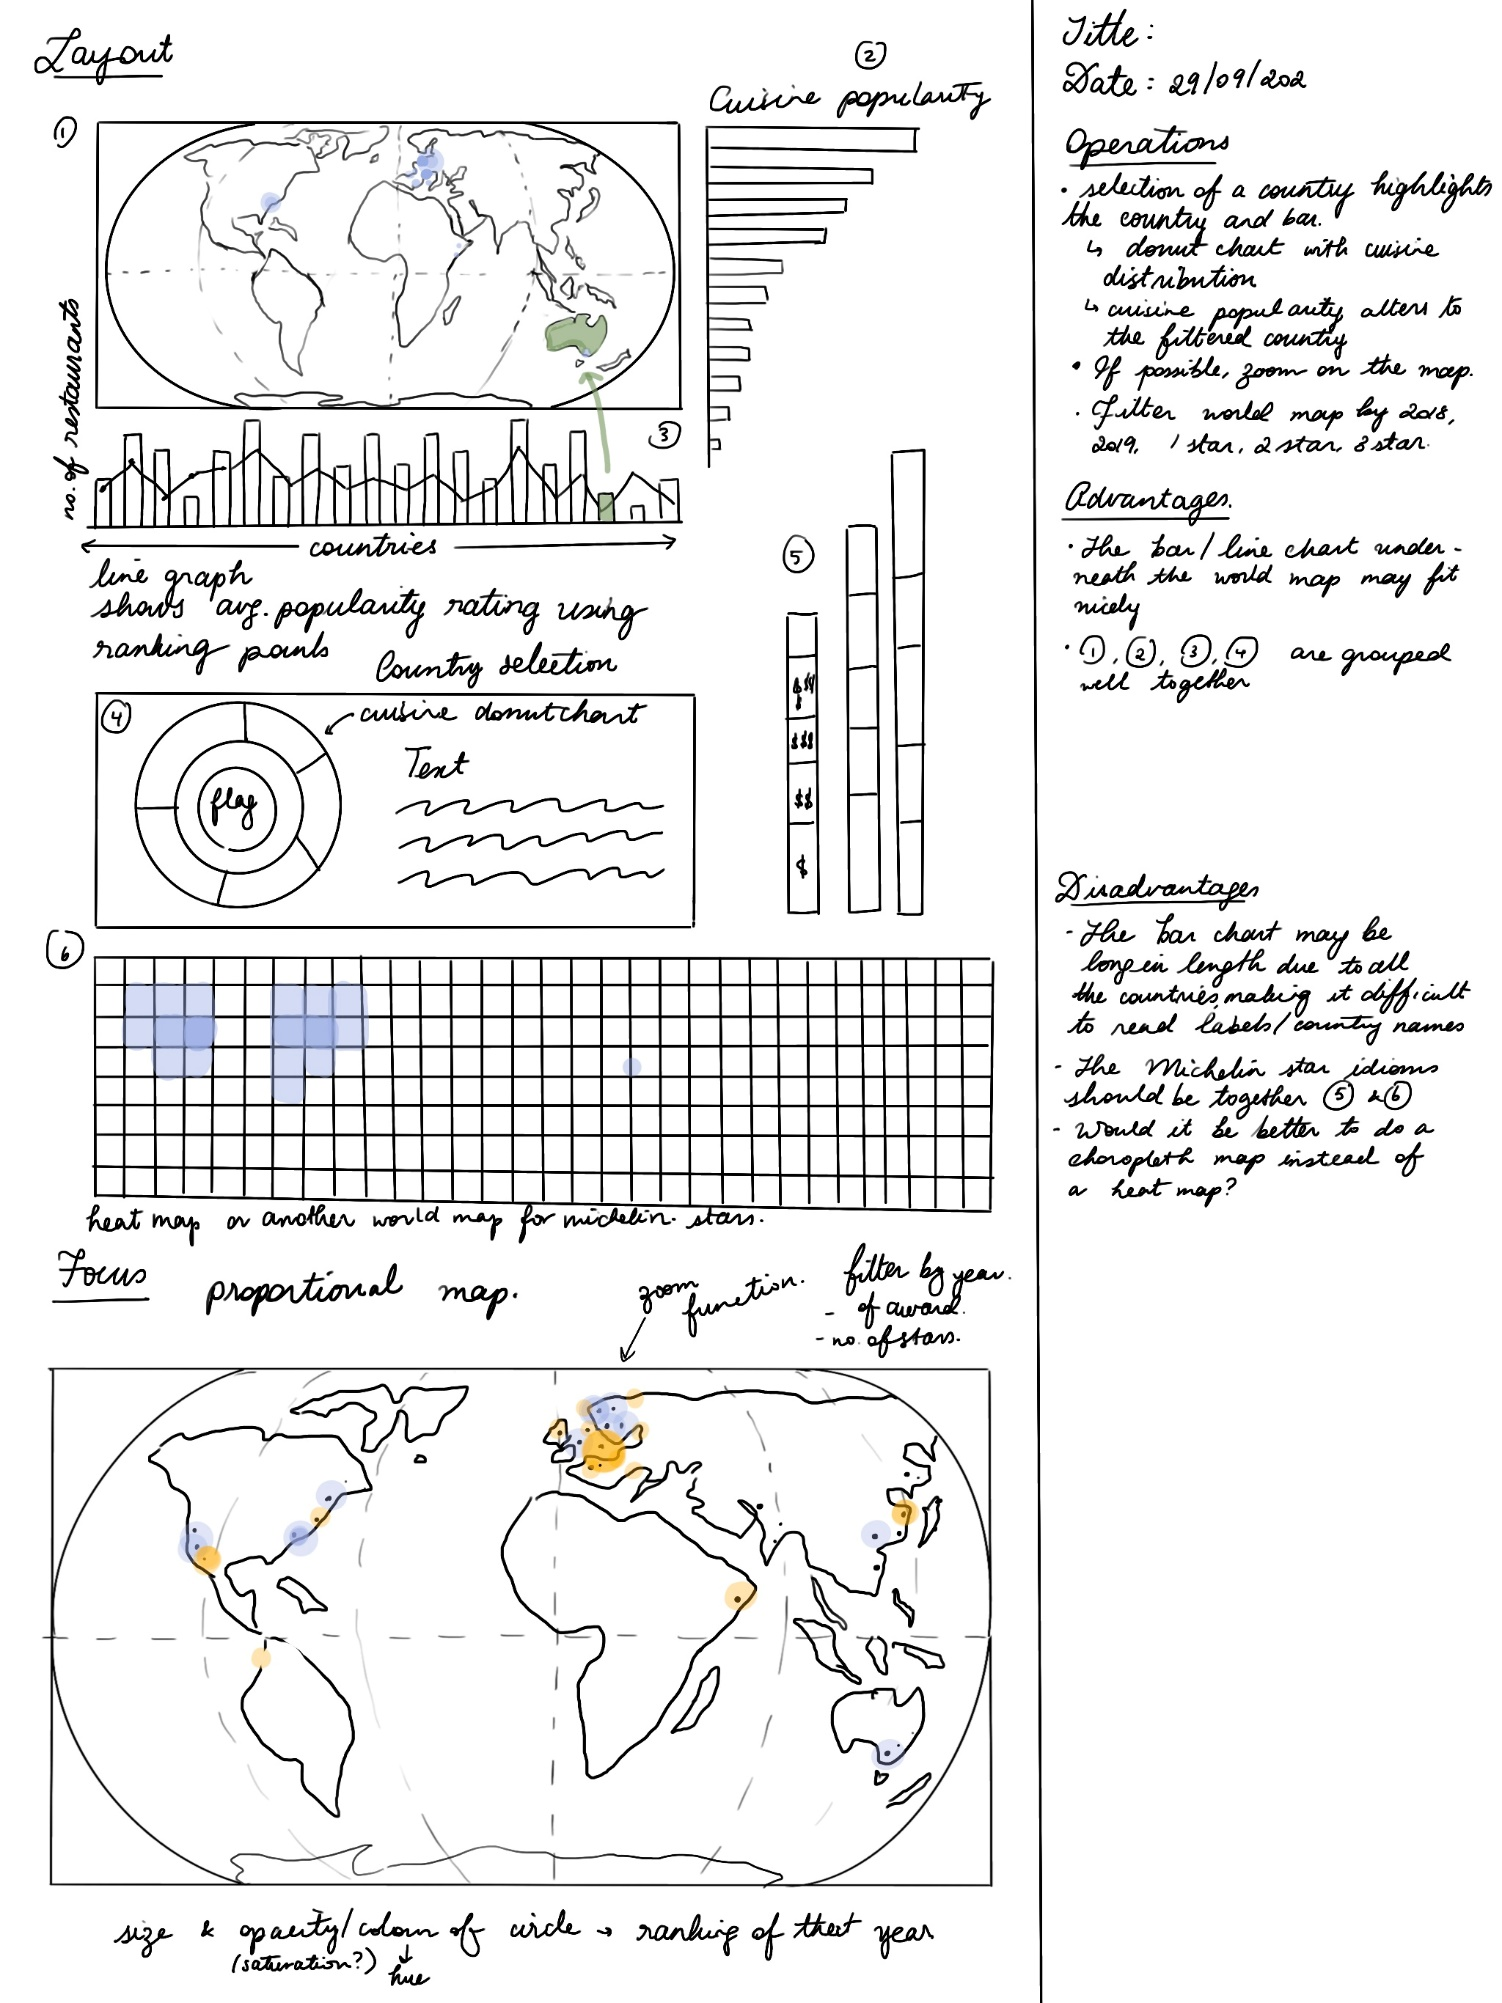 Layout
①
②
Cuisine popularity
no. of restaurants
③
← countries →
line graph
shows avg. popularity rating using
ranking points
Country selection
④
cuisine donut chart
flag
Text
⑤
$$$$
$$$
$$
$
⑥
heat map or another world map for michelin stars.
Focus
proportional map.
zoom
function.
filter by year.
- of award.
- no. of stars.
size & opacity/colour of circle → ranking of that year
(saturation?) ↓
hue
Title:
Date: 29/09/202
Operations
• selection of a country highlights
the country and bar.
↳ donut chart with cuisine
distribution
↳ cuisine popularity alters to
the filtered country
• If possible, zoom on the map.
• Filter world map by 2018,
2019, 1 star, 2 star, 3 star.
Advantages.
• The bar/line chart under-
neath the world map may fit
nicely
• ①, ②, ③, ④ are grouped
well together
Disadvantages
- The bar chart may be
long in length due to all
the countries, making it difficult
to read labels/country names
- The Michelin star idioms
should be together ⑤ & ⑥
- Would it be better to do a
choropleth map instead of
a heat map?